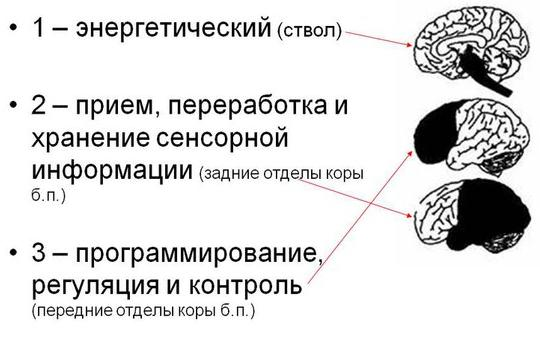 • 1 – энергетический (ствол)
• 2 – прием, переработка и
хранение сенсорной
информации (задние отделы коры
б.п.)
• 3 – программирование,
регуляция и контроль
(передние отделы коры б.п.)